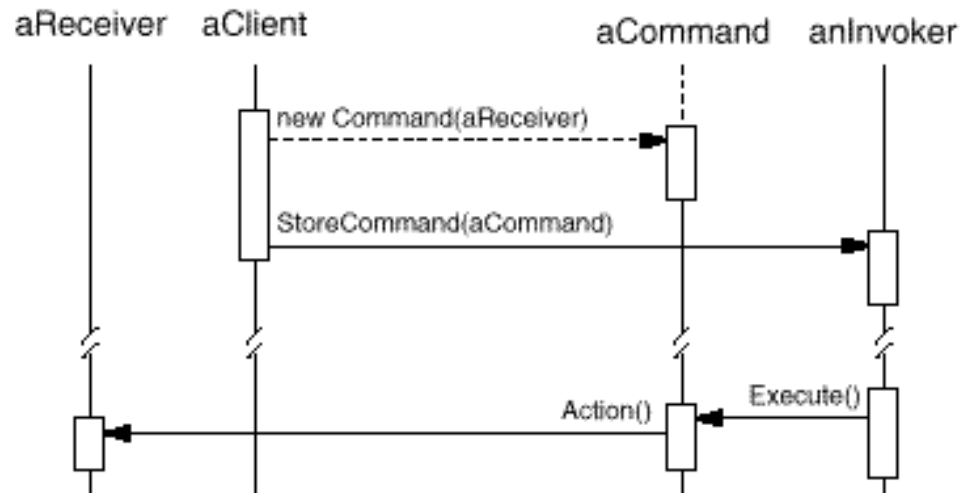 aReceiver aClient aCommand anInvoker
new Command(aReceiver)
StoreCommand(aCommand)
Execute()
Action()